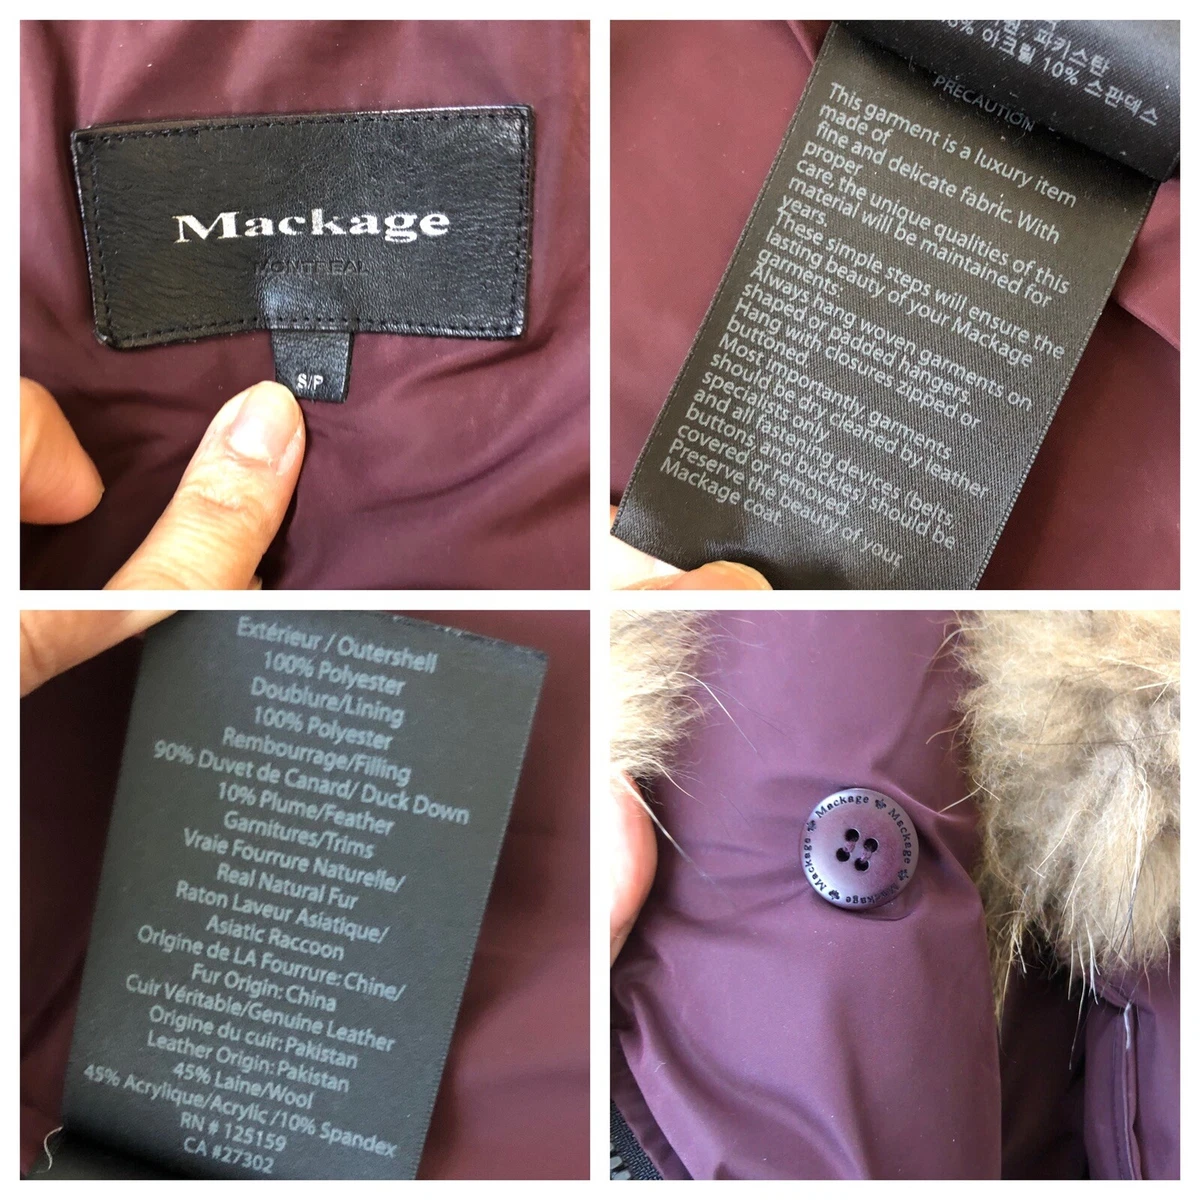 Mackage
MONTREAL
S/P
피키스탄
아크릴 10% 스판덱스
PRECAUTION
This garment is a luxury item
made of
fine and delicate fabric. With
proper
care, the unique qualities of this
material will be maintained for
years.
These simple steps will ensure the
lasting beauty of your Mackage
garments.
Always hang woven garments on
shaped or padded hangers.
Hang with closures zipped or
buttoned.
Most importantly garments
should be dry cleaned by leather
specialists only
and all fastening devices (belts,
buttons and buckles) should be
covered or removed.
Preserve the beauty of your
Mackage coat.
Extérieur / Outershell
100% Polyester
Doublure/Lining
100% Polyester
Rembourrage/Filling
90% Duvet de Canard/ Duck Down
10% Plume/Feather
Garnitures/Trims
Vraie Fourrure Naturelle/
Real Natural Fur
Raton Laveur Asiatique/
Asiatic Raccoon
Origine de LA Fourrure: Chine/
Fur Origin: China
Cuir Véritable/Genuine Leather
Origine du cuir: Pakistan
Leather Origin: Pakistan
45% Laine/Wool
45% Acrylique/Acrylic /10% Spandex
RN # 125159
CA #27302
Mackage Mackage Mackage Mackage